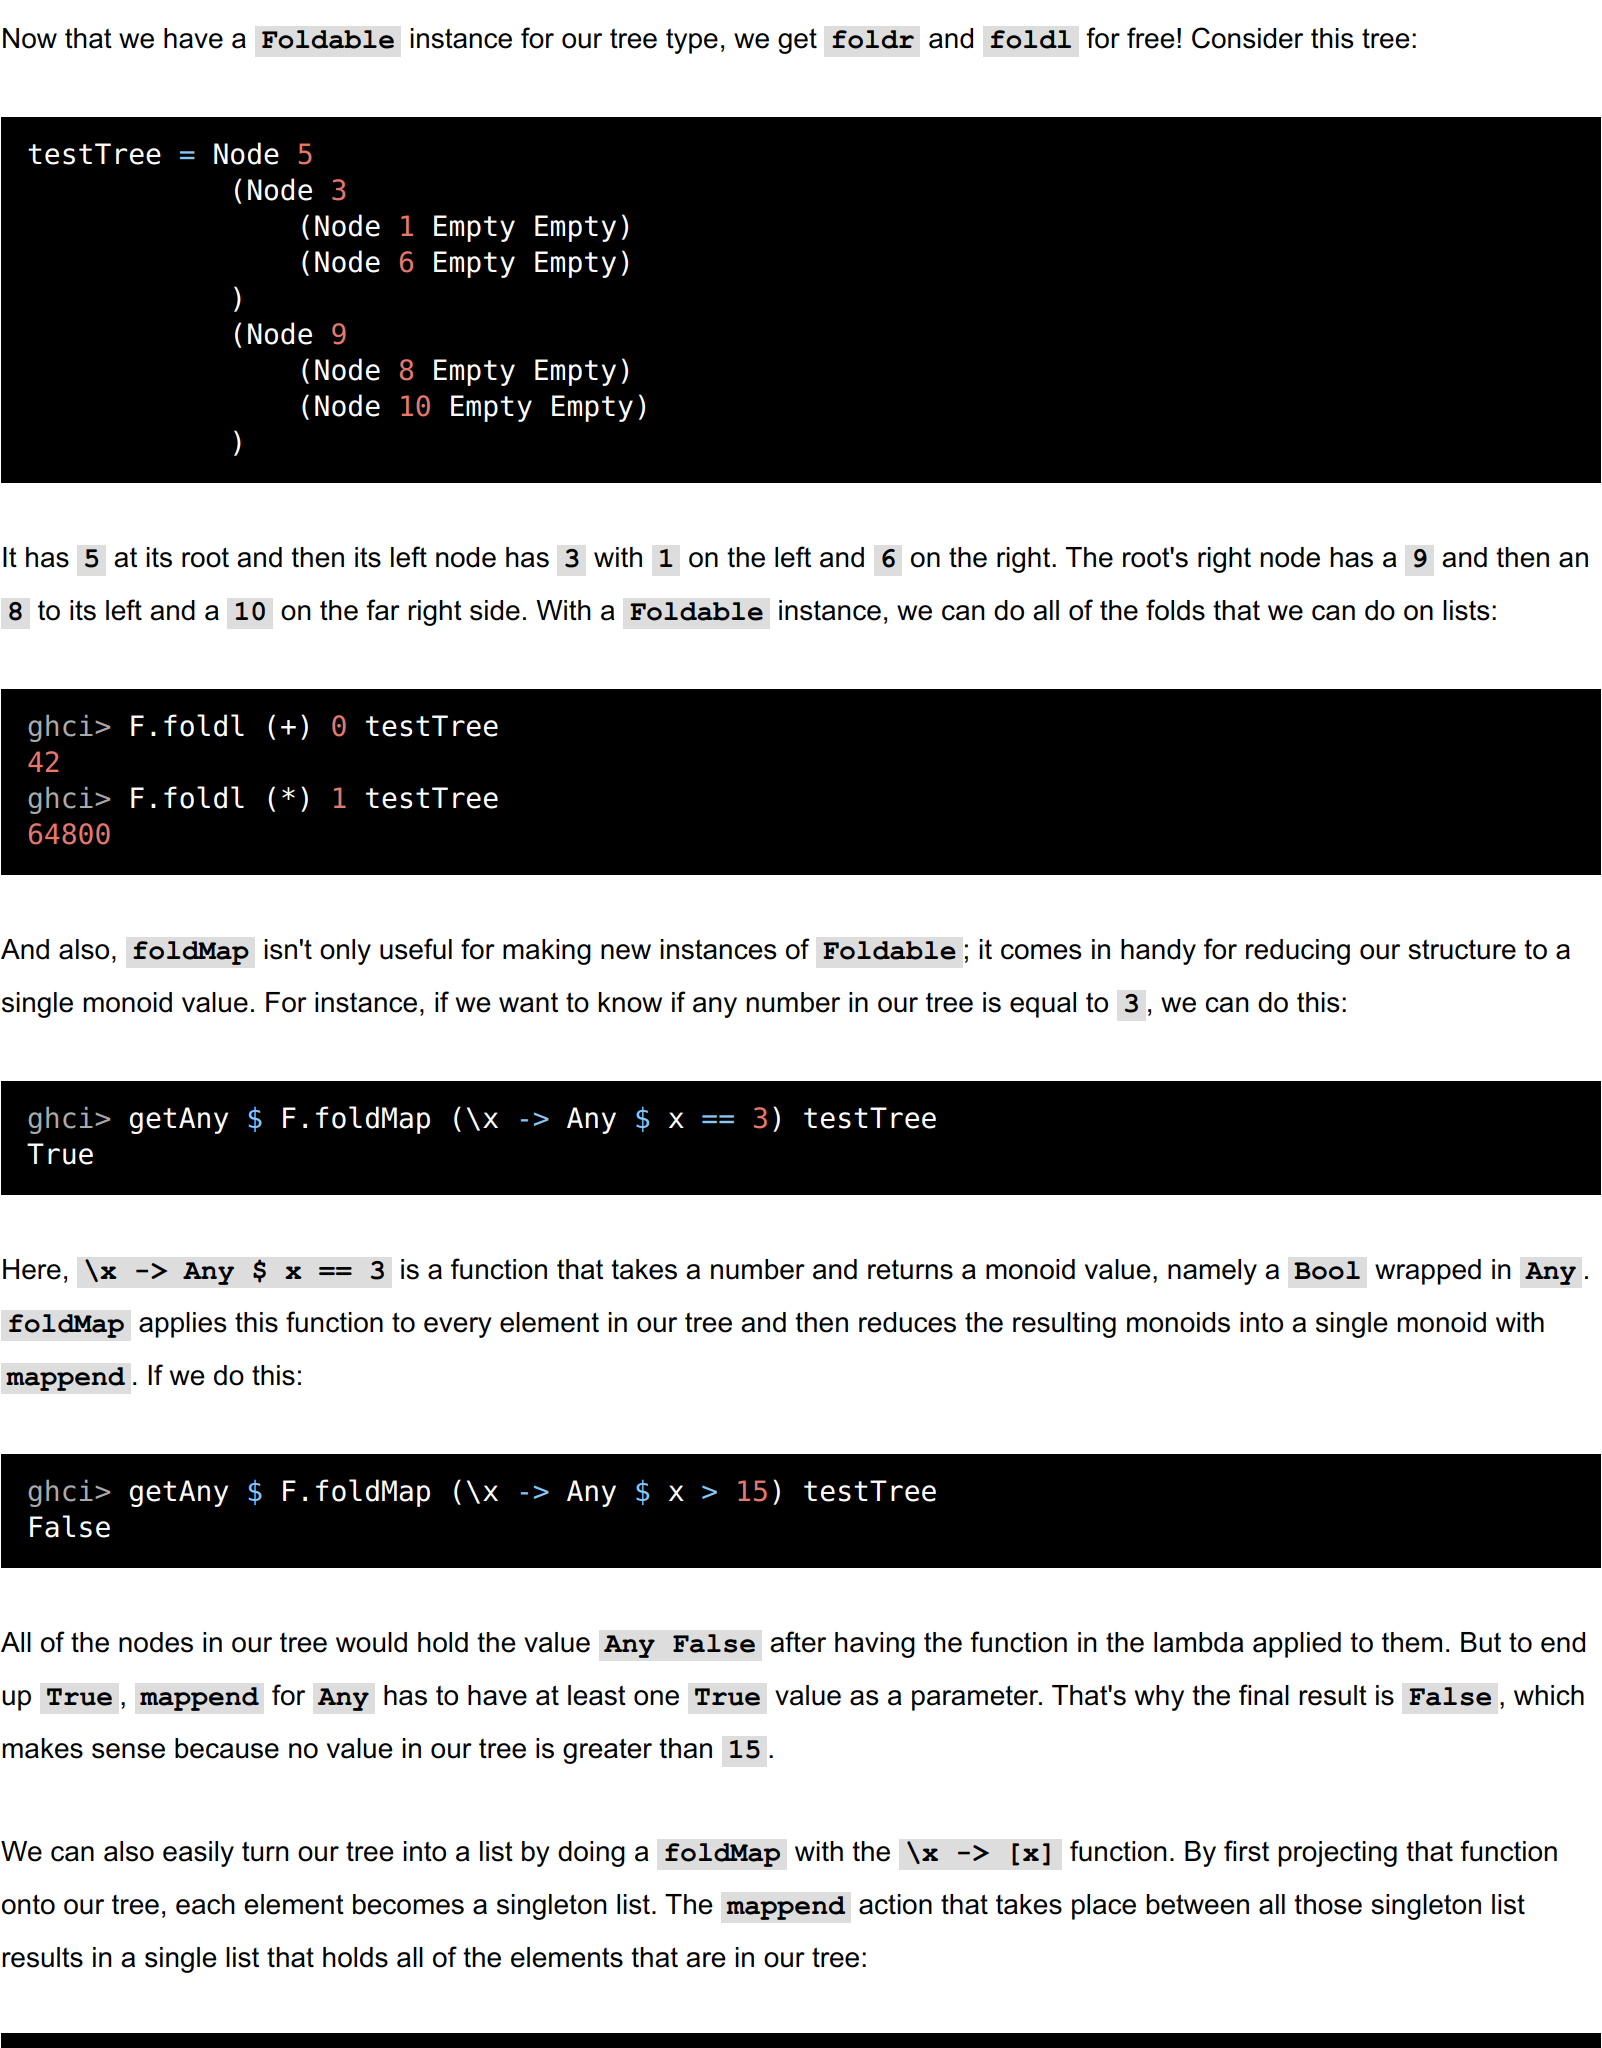 Now that we have a Foldable instance for our tree type, we get foldr and foldl for free! Consider this tree:
testTree = Node 5
            (Node 3
                (Node 1 Empty Empty)
                (Node 6 Empty Empty)
            )
            (Node 9
                (Node 8 Empty Empty)
                (Node 10 Empty Empty)
            )
It has 5 at its root and then its left node has 3 with 1 on the left and 6 on the right. The root's right node has a 9 and then an
8 to its left and a 10 on the far right side. With a Foldable instance, we can do all of the folds that we can do on lists:
ghci> F.foldl (+) 0 testTree
42
ghci> F.foldl (*) 1 testTree
64800
And also, foldMap isn't only useful for making new instances of Foldable; it comes in handy for reducing our structure to a
single monoid value. For instance, if we want to know if any number in our tree is equal to 3, we can do this:
ghci> getAny $ F.foldMap (\x -> Any $ x == 3) testTree
True
Here, \x -> Any $ x == 3 is a function that takes a number and returns a monoid value, namely a Bool wrapped in Any.
foldMap applies this function to every element in our tree and then reduces the resulting monoids into a single monoid with
mappend. If we do this:
ghci> getAny $ F.foldMap (\x -> Any $ x > 15) testTree
False
All of the nodes in our tree would hold the value Any False after having the function in the lambda applied to them. But to end
up True, mappend for Any has to have at least one True value as a parameter. That's why the final result is False, which
makes sense because no value in our tree is greater than 15.
We can also easily turn our tree into a list by doing a foldMap with the \x -> [x] function. By first projecting that function
onto our tree, each element becomes a singleton list. The mappend action that takes place between all those singleton list
results in a single list that holds all of the elements that are in our tree: